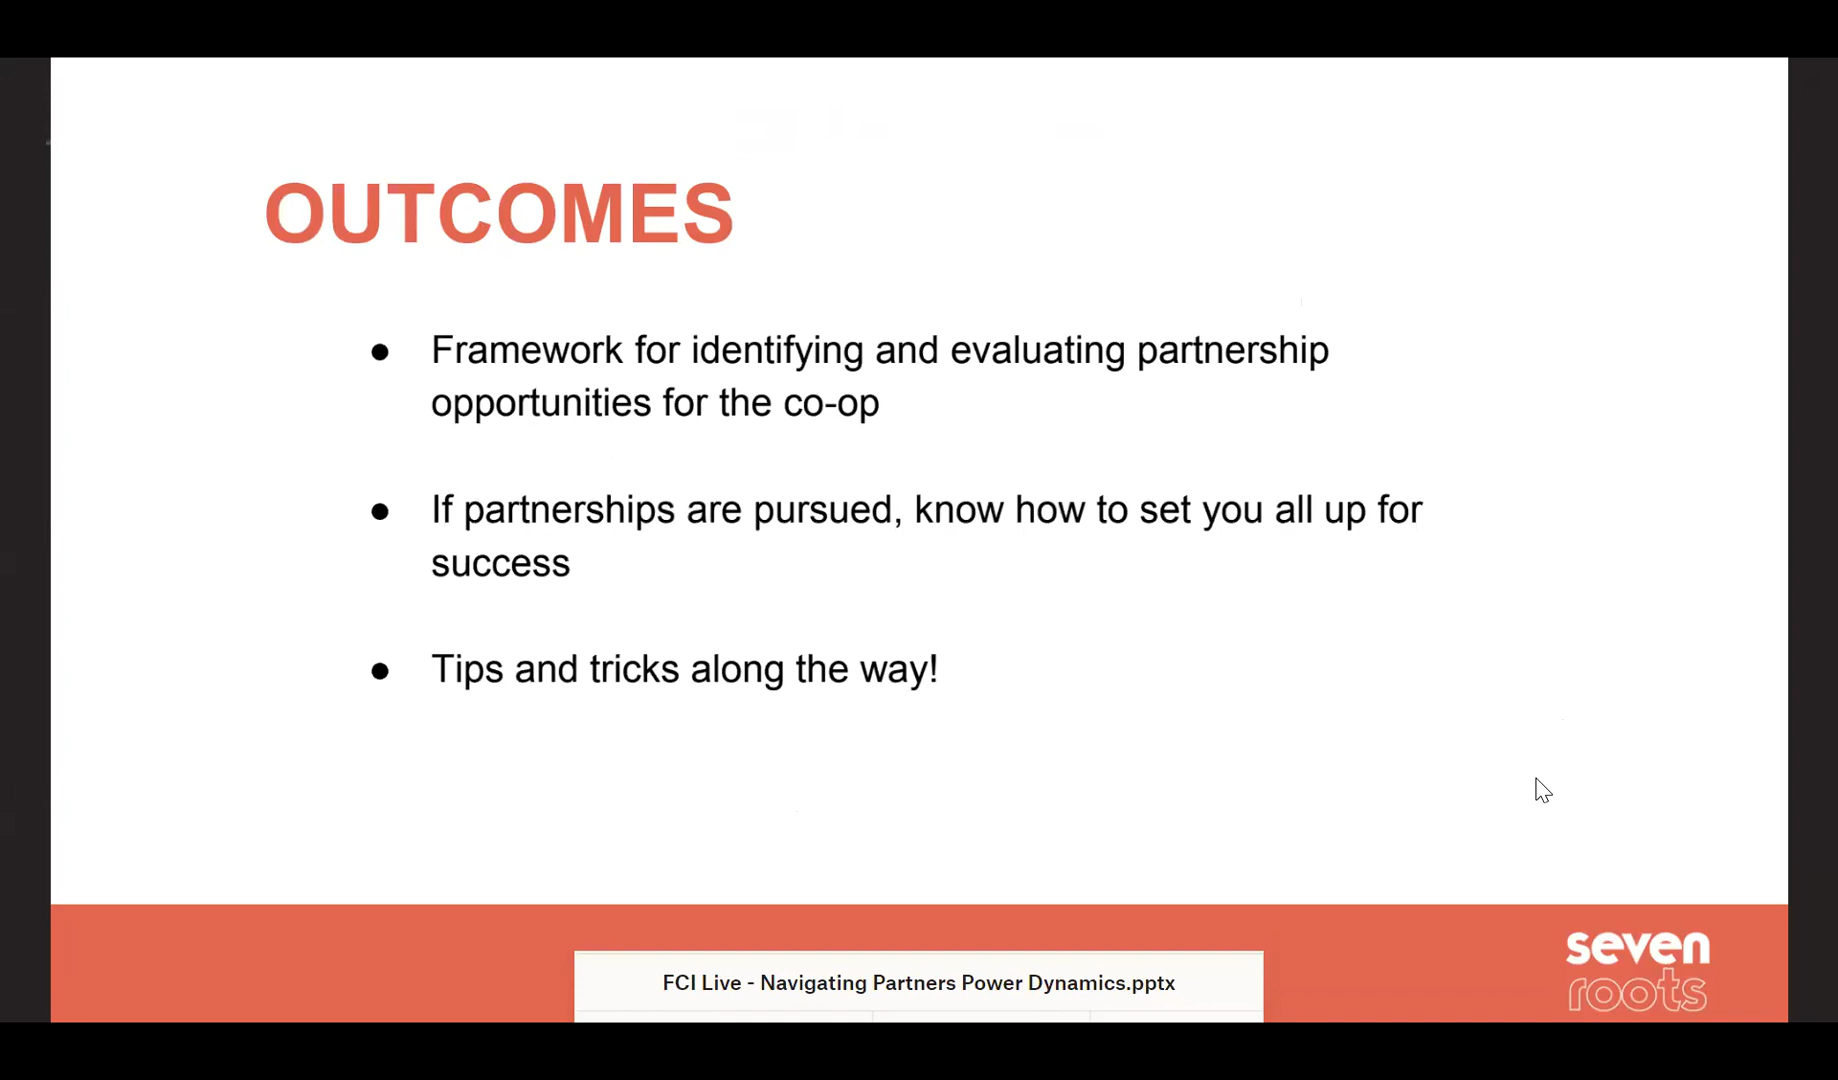 OUTCOMES
● Framework for identifying and evaluating partnership
opportunities for the co-op
● If partnerships are pursued, know how to set you all up for
success
● Tips and tricks along the way!
seven
roots
FCI Live - Navigating Partners Power Dynamics.pptx